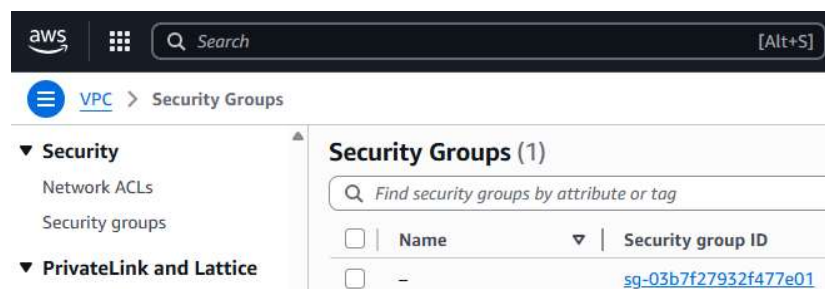 aws Search [Alt+S]
VPC > Security Groups
Security
Network ACLs
Security groups
PrivateLink and Lattice
Security Groups (1)
Find security groups by attribute or tag
Name Security group ID
– sg-03b7f27932f477e01